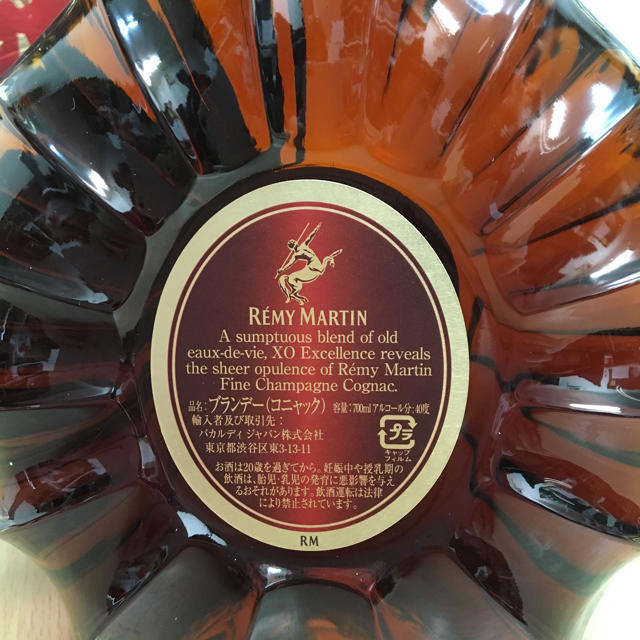 RÉMY MARTIN
A sumptuous blend of old
eaux-de-vie, XO Excellence reveals
the sheer opulence of Rémy Martin
Fine Champagne Cognac.
品名：ブランデー（コニャック） 容量：700ml アルコール分：40度
輸入者及び取引先：
バカルディ ジャパン株式会社
東京都渋谷区東3-13-11
プラ
キャップ
フィルム
お酒は20歳を過ぎてから。妊娠中や授乳期の
飲酒は、胎児・乳児の発育に悪影響を与え
るおそれがあります。飲酒運転は法律
により禁止されています。
RM